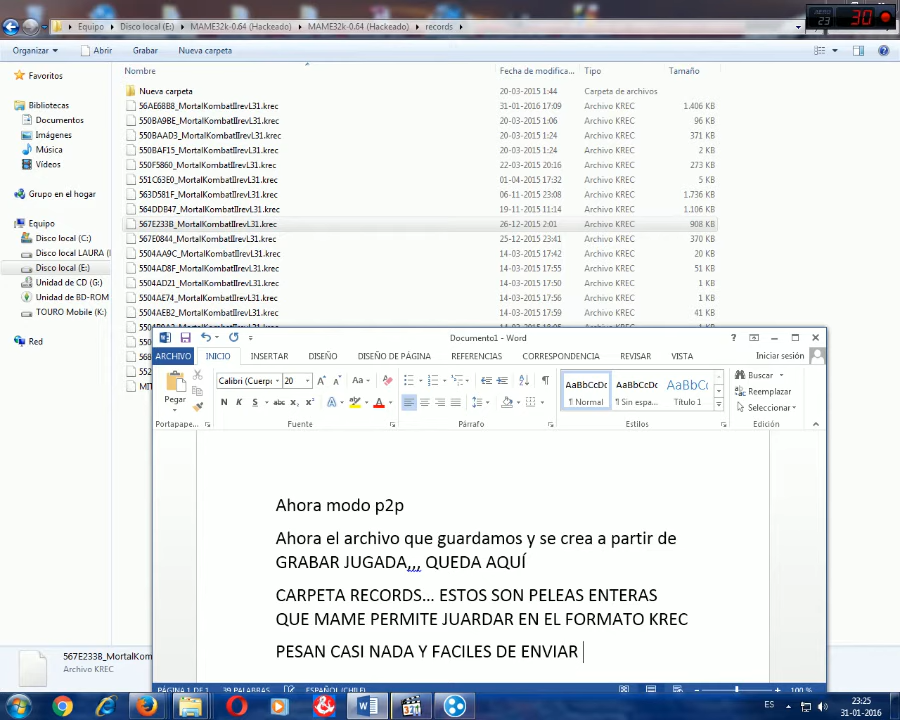 Equipo ▸ Disco local (E:) ▸ MAME32k-0.64 (Hackeado) ▸ MAME32k-0.64 (Hackeado) ▸ records ▸
23
30
Organizar
Abrir
Grabar
Nueva carpeta
Nombre Fecha de modifica... Tipo Tamaño
Favoritos
Bibliotecas
Documentos
Imágenes
Música
Vídeos
Grupo en el hogar
Equipo
Disco local (C:)
Disco local LAURA (
Disco local (E:)
Unidad de CD (G:)
Unidad de BD-ROM
TOURO Mobile (K:)
Red
Nueva carpeta 20-03-2015 1:44 Carpeta de archivos
56AE68B8_MortalKombatIIrevL31.krec 31-01-2016 17:09 Archivo KREC 1.406 KB
550BA9BE_MortalKombatIIrevL31.krec 20-03-2015 1:06 Archivo KREC 96 KB
550BAAD3_MortalKombatIIrevL31.krec 20-03-2015 1:24 Archivo KREC 371 KB
550BAF15_MortalKombatIIrevL31.krec 20-03-2015 1:24 Archivo KREC 2 KB
550F5860_MortalKombatIIrevL31.krec 22-03-2015 20:16 Archivo KREC 273 KB
551C63E0_MortalKombatIIrevL31.krec 01-04-2015 17:32 Archivo KREC 5 KB
563D581F_MortalKombatIIrevL31.krec 06-11-2015 23:08 Archivo KREC 1.736 KB
564DDB47_MortalKombatIIrevL31.krec 19-11-2015 11:14 Archivo KREC 1.106 KB
567E233B_MortalKombatIIrevL31.krec 26-12-2015 2:01 Archivo KREC 908 KB
567E0844_MortalKombatIIrevL31.krec 25-12-2015 23:41 Archivo KREC 370 KB
5504AA9C_MortalKombatIIrevL31.krec 14-03-2015 17:42 Archivo KREC 20 KB
5504AD8F_MortalKombatIIrevL31.krec 14-03-2015 17:55 Archivo KREC 51 KB
5504AD21_MortalKombatIIrevL31.krec 14-03-2015 17:50 Archivo KREC 1 KB
5504AE74_MortalKombatIIrevL31.krec 14-03-2015 17:56 Archivo KREC 1 KB
5504AEB2_MortalKombatIIrevL31.krec 14-03-2015 17:59 Archivo KREC 41 KB
Documento1 - Word
ARCHIVO INICIO INSERTAR DISEÑO DISEÑO DE PÁGINA REFERENCIAS CORRESPONDENCIA REVISAR VISTA Iniciar sesión
Pegar
Calibri (Cuerpo 20
N K S abc x₂ x²
AaBbCcDc AaBbCcDc AaBbCc
¶ Normal ¶ Sin espa... Título 1
Buscar
Reemplazar
Seleccionar
Portapape... Fuente Párrafo Estilos Edición
Ahora modo p2p
Ahora el archivo que guardamos y se crea a partir de
GRABAR JUGADA,,, QUEDA AQUÍ
CARPETA RECORDS... ESTOS SON PELEAS ENTERAS
QUE MAME PERMITE JUARDAR EN EL FORMATO KREC
PESAN CASI NADA Y FACILES DE ENVIAR
PÁGINA 1 DE 1 39 PALABRAS ESPAÑOL (CHILE) 100 %
567E233B_MortalKom
Archivo KREC
ES
23:25
31-01-2016